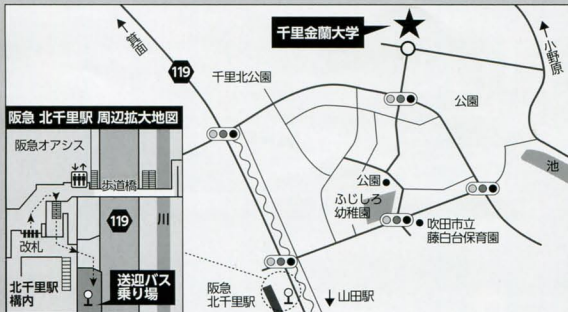 千里金蘭大学
箕面
小野原
119
千里北公園
公園
阪急 北千里駅 周辺拡大地図
阪急オアシス
歩道橋
119
川
改札
北千里駅
構内
送迎バス
乗り場
池
公園
ふじしろ
幼稚園
吹田市立
藤白台保育園
阪急
北千里駅
山田駅